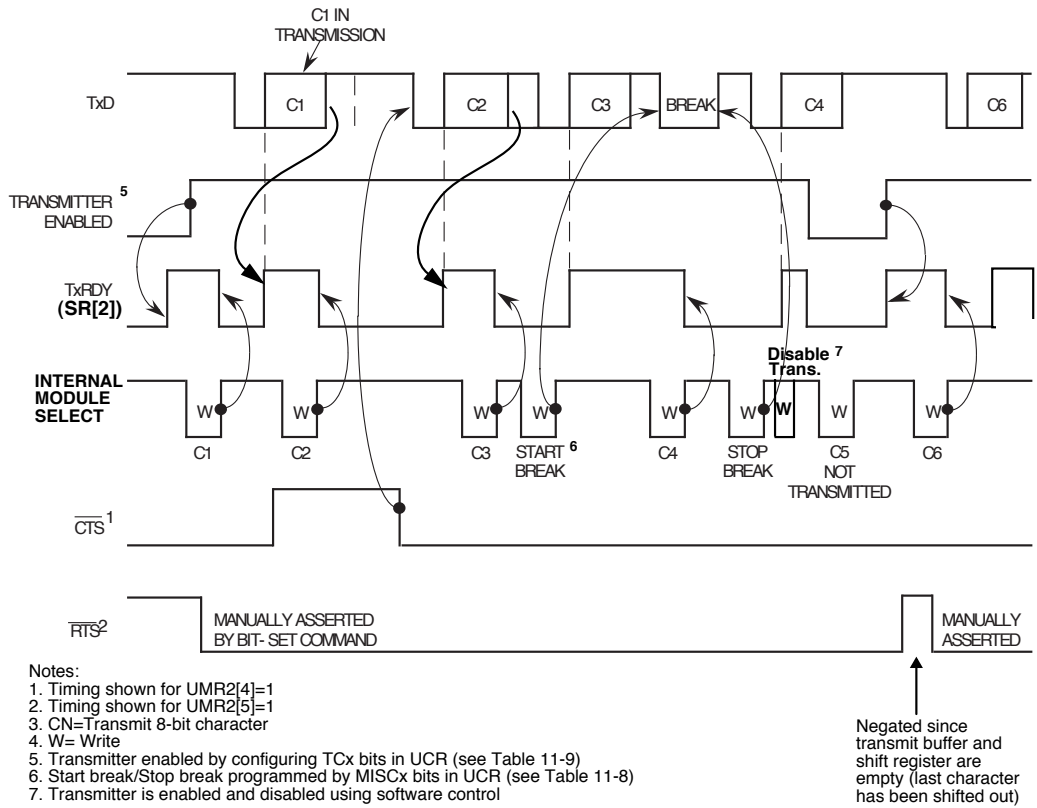 C1 IN
TRANSMISSION
TxD
C1
C2
C3
BREAK
C4
C6
TRANSMITTER 5
ENABLED
TxRDY
(SR[2])
Disable 7
Trans.
INTERNAL
MODULE
SELECT
W
W
W
W
W
W
W
W
W
C1
C2
C3
START 6
BREAK
C4
STOP
BREAK
C5
NOT
TRANSMITTED
C6
CTS 1
RTS2
MANUALLY ASSERTED
BY BIT- SET COMMAND
MANUALLY
ASSERTED
Notes:
1. Timing shown for UMR2[4]=1
2. Timing shown for UMR2[5]=1
3. CN=Transmit 8-bit character
4. W= Write
5. Transmitter enabled by configuring TCx bits in UCR (see Table 11-9)
6. Start break/Stop break programmed by MISCx bits in UCR (see Table 11-8)
7. Transmitter is enabled and disabled using software control
Negated since
transmit buffer and
shift register are
empty (last character
has been shifted out)